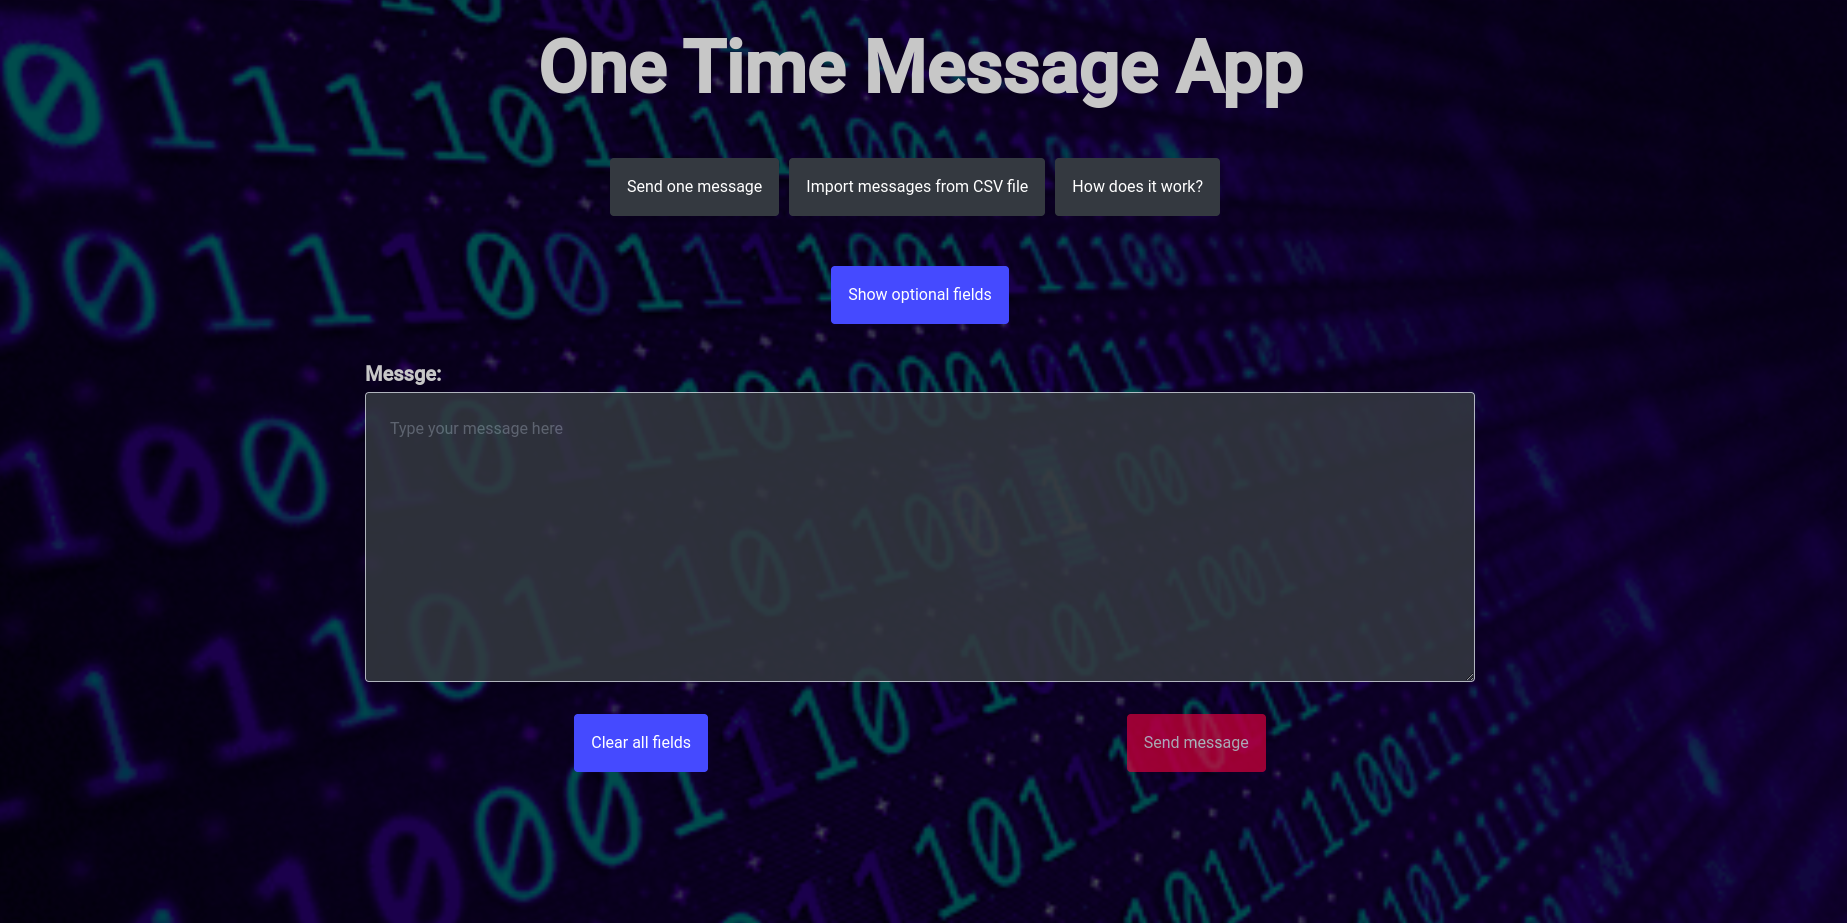 One Time Message App
Send one message
Import messages from CSV file
How does it work?
Show optional fields
Messge:
Type your message here
Clear all fields
Send message